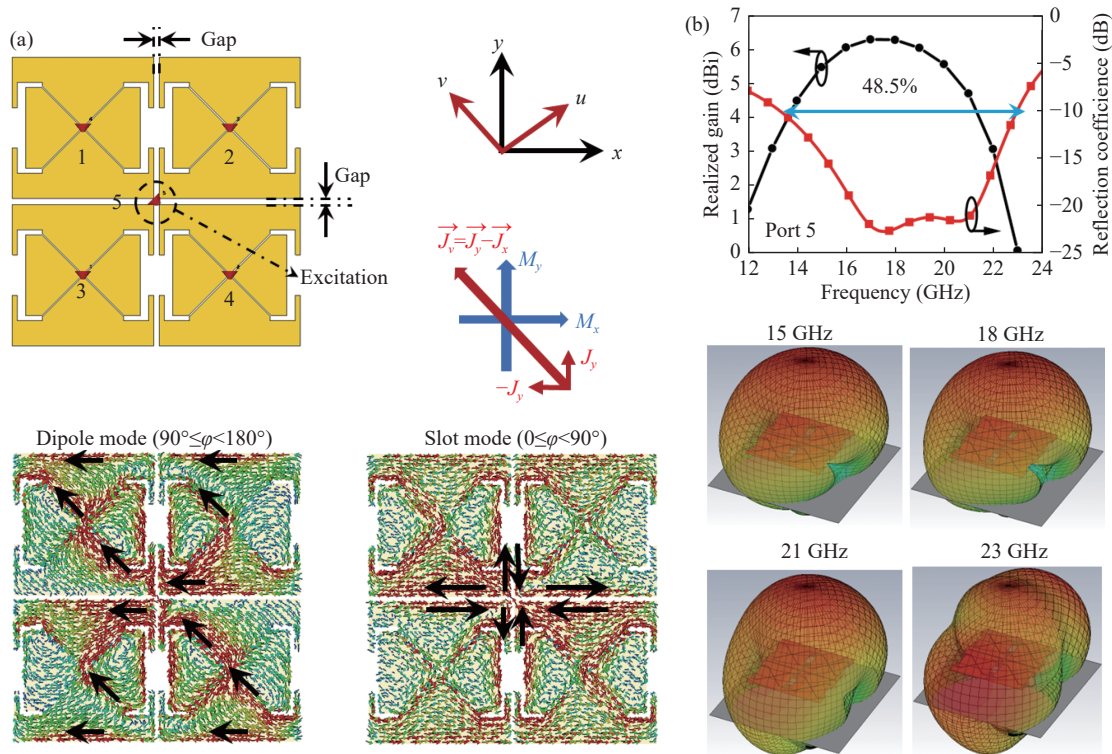 (a)
Gap
1
2
5
Gap
3
4
Excitation
y
v
u
x
J_v=J_y−J_x
M_y
M_x
J_y
−J_y
Dipole mode (90°≤φ<180°)
Slot mode (0≤φ<90°)
(b)
Realized gain (dBi)
7
6
5
4
3
2
1
0
48.5%
Port 5
0
−5
−10
−15
−20
−25
Reflection coefficience (dB)
12 14 16 18 20 22 24
Frequency (GHz)
15 GHz 18 GHz
21 GHz 23 GHz